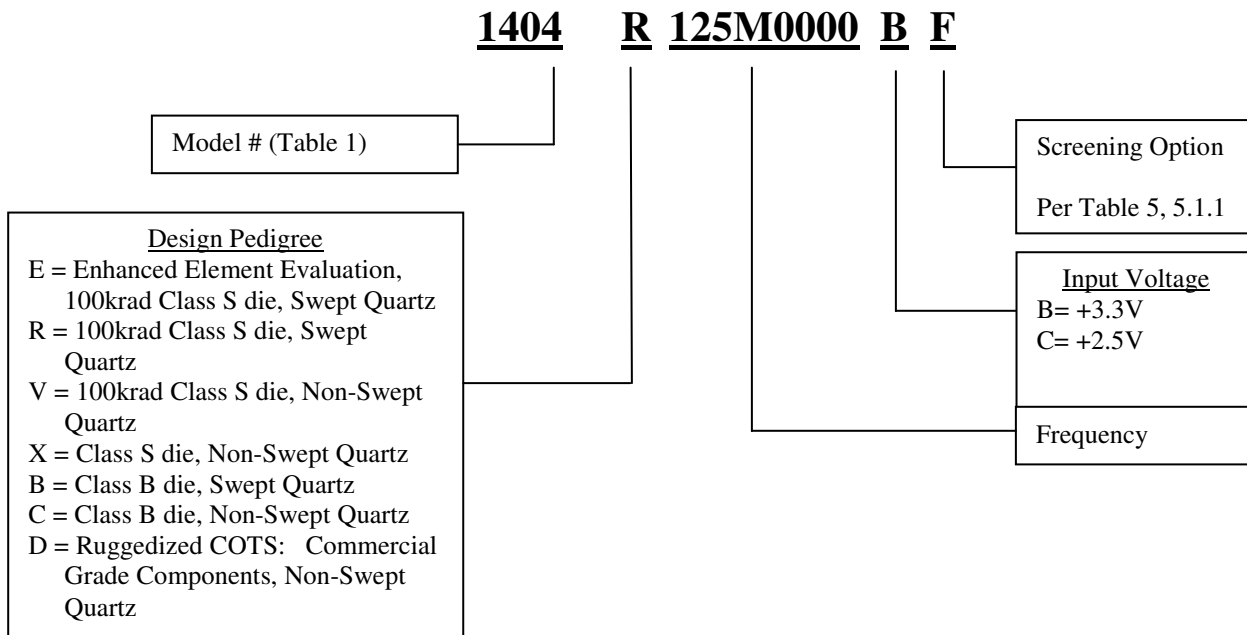 1404 R 125M0000 B F
Model # (Table 1)
Screening Option
Per Table 5, 5.1.1
Design Pedigree
E = Enhanced Element Evaluation,
100krad Class S die, Swept Quartz
R = 100krad Class S die, Swept
Quartz
V = 100krad Class S die, Non-Swept
Quartz
X = Class S die, Non-Swept Quartz
B = Class B die, Swept Quartz
C = Class B die, Non-Swept Quartz
D = Ruggedized COTS: Commercial
Grade Components, Non-Swept
Quartz
Input Voltage
B= +3.3V
C= +2.5V
Frequency